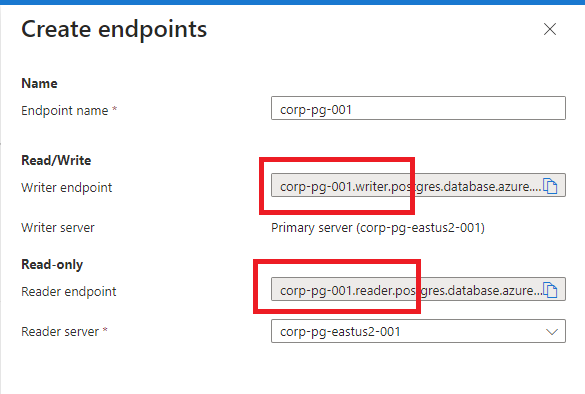 Create endpoints
Name
Endpoint name * corp-pg-001
Read/Write
Writer endpoint corp-pg-001.writer.postgres.database.azure....
Writer server Primary server (corp-pg-eastus2-001)
Read-only
Reader endpoint corp-pg-001.reader.postgres.database.azure....
Reader server * corp-pg-eastus2-001